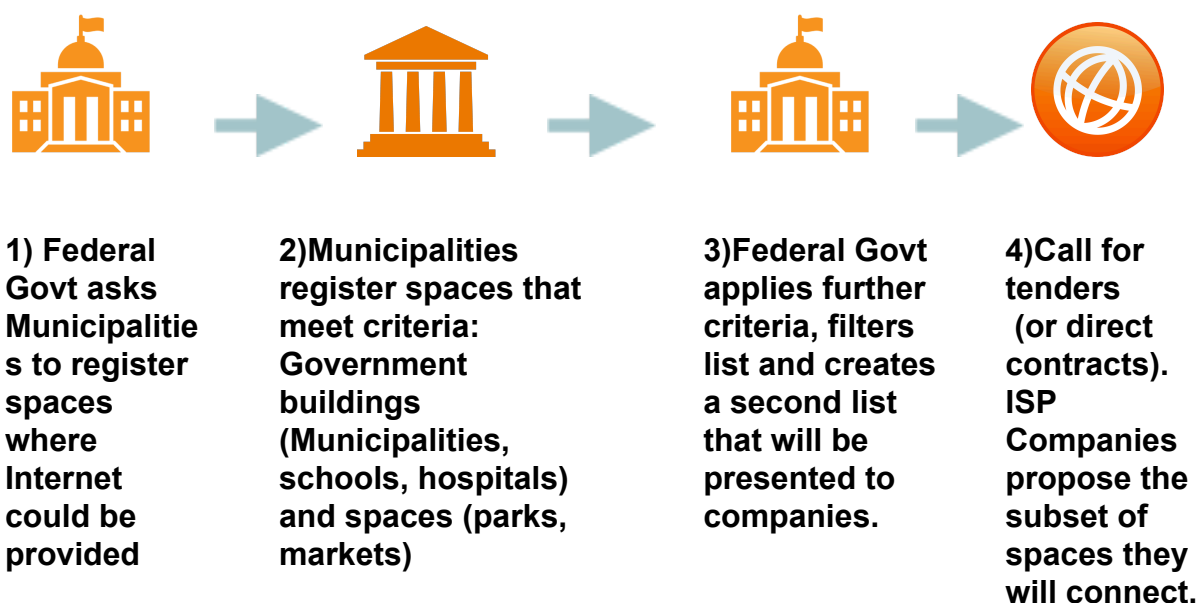 1) Federal
Govt asks
Municipalitie
s to register
spaces
where
Internet
could be
provided
2)Municipalities
register spaces that
meet criteria:
Government
buildings
(Municipalities,
schools, hospitals)
and spaces (parks,
markets)
3)Federal Govt
applies further
criteria, filters
list and creates
a second list
that will be
presented to
companies.
4)Call for
tenders
(or direct
contracts).
ISP
Companies
propose the
subset of
spaces they
will connect.